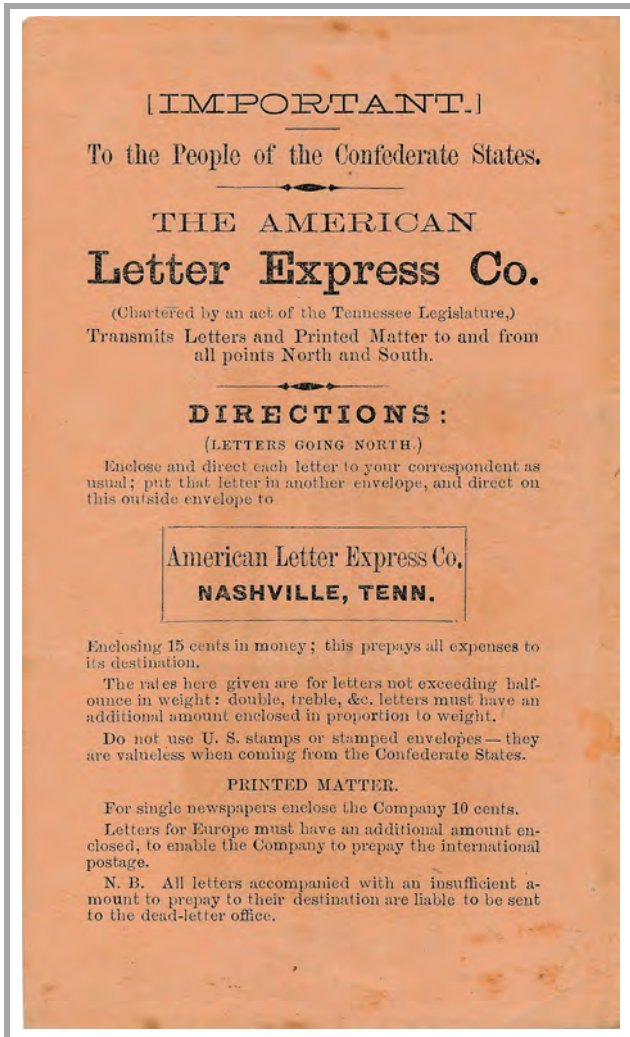 [IMPORTANT.]
To the People of the Confederate States.
THE AMERICAN
Letter Express Co.
(Chartered by an act of the Tennessee Legislature,)
Transmits Letters and Printed Matter to and from
all points North and South.
DIRECTIONS:
(LETTERS GOING NORTH.)
Enclose and direct each letter to your correspondent as
usual; put that letter in another envelope, and direct on
this outside envelope to
American Letter Express Co.
NASHVILLE, TENN.
Enclosing 15 cents in money; this prepays all expenses to
its destination.
The rates here given are for letters not exceeding half-
ounce in weight: double, treble, &c. letters must have an
additional amount enclosed in proportion to weight.
Do not use U. S. stamps or stamped envelopes — they
are valueless when coming from the Confederate States.
PRINTED MATTER.
For single newspapers enclose the Company 10 cents.
Letters for Europe must have an additional amount en-
closed, to enable the Company to prepay the international
postage.
N. B. All letters accompanied with an insufficient a-
mount to prepay to their destination are liable to be sent
to the dead-letter office.